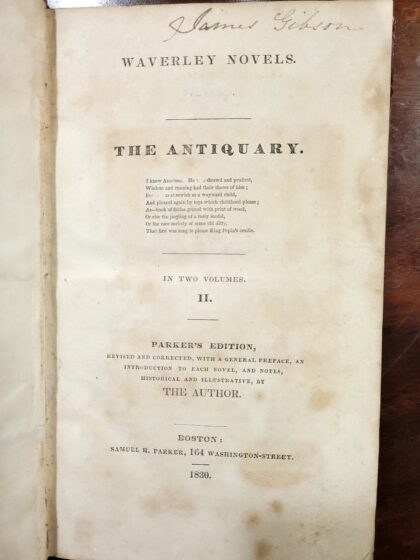 James Gibson
WAVERLEY NOVELS.
THE ANTIQUARY.
I knew Anselmo. He shrewd and prudent,
Wisdom and cunning had their shares of him;
But as a wayward child,
And pleased again by toys which childhood please;
As—book of fables graced with print of wood,
Or else the jingling of a rusty medal,
Or the rare melody of some old ditty,
That first was sung to please King Pepin's cradle.
IN TWO VOLUMES.
II.
PARKER'S EDITION,
REVISED AND CORRECTED, WITH A GENERAL PREFACE, AN
INTRODUCTION TO EACH NOVEL, AND NOTES,
HISTORICAL AND ILLUSTRATIVE, BY
THE AUTHOR.
BOSTON:
SAMUEL H. PARKER, 164 WASHINGTON-STREET.
1830.